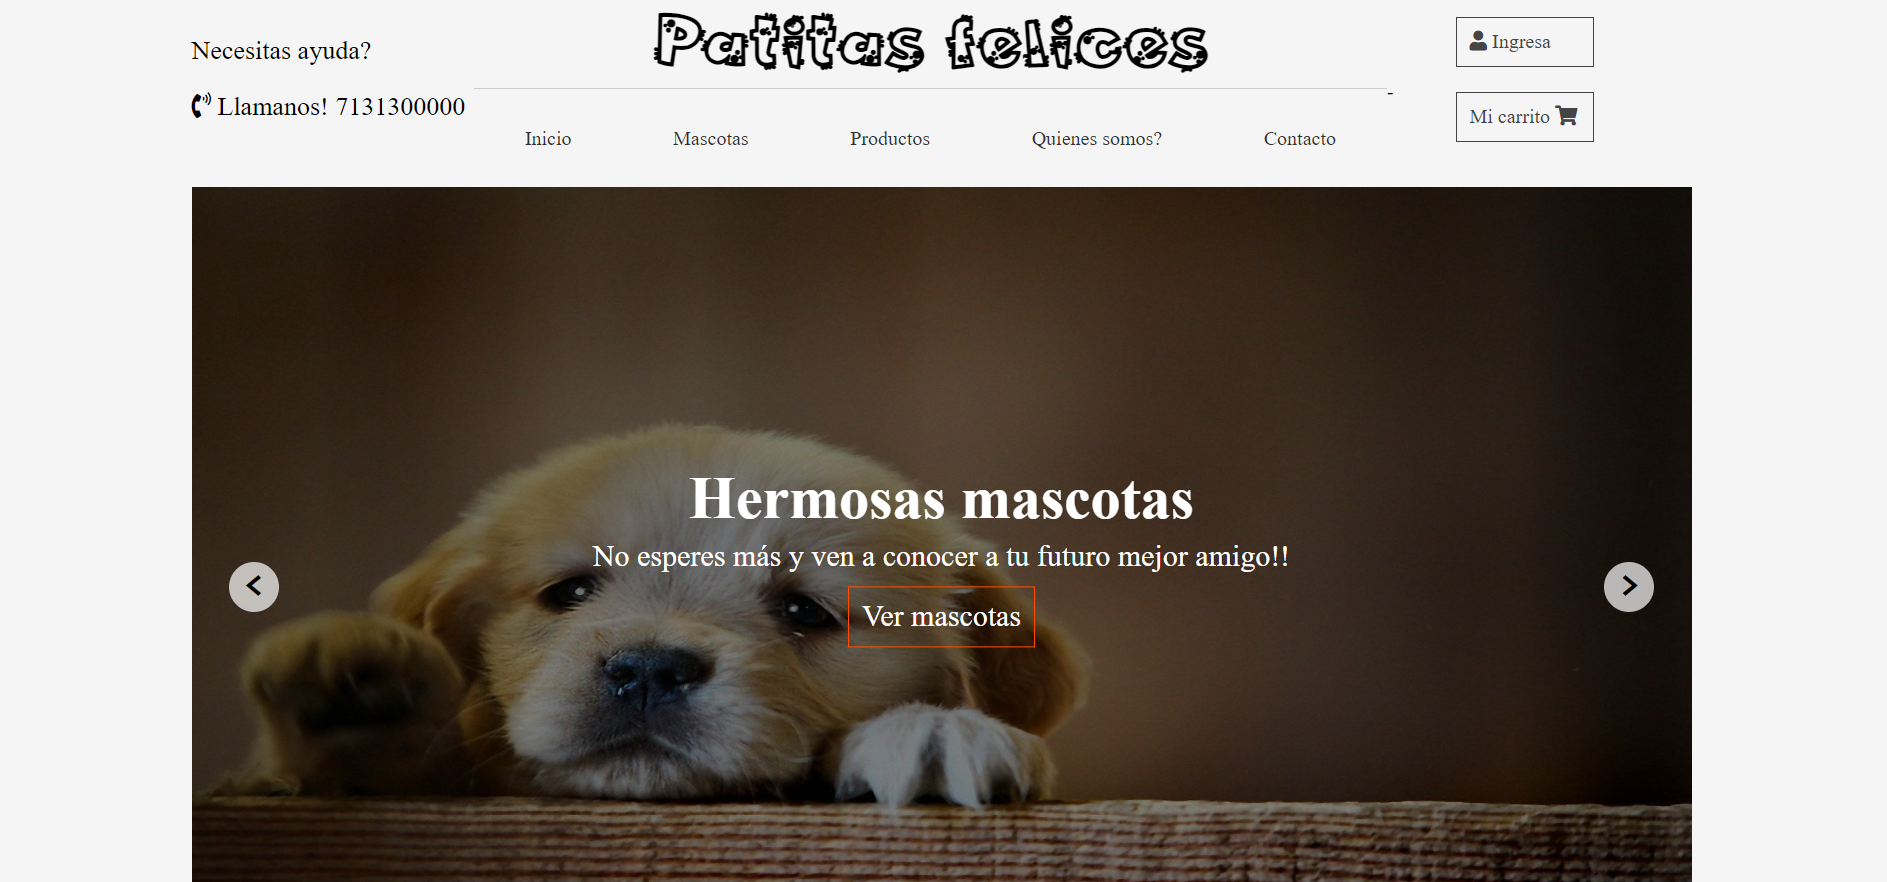 Necesitas ayuda?
Llamanos! 7131300000
Patitas felices
-
Inicio
Mascotas
Productos
Quienes somos?
Contacto
Ingresa
Mi carrito
Hermosas mascotas
No esperes más y ven a conocer a tu futuro mejor amigo!!
Ver mascotas